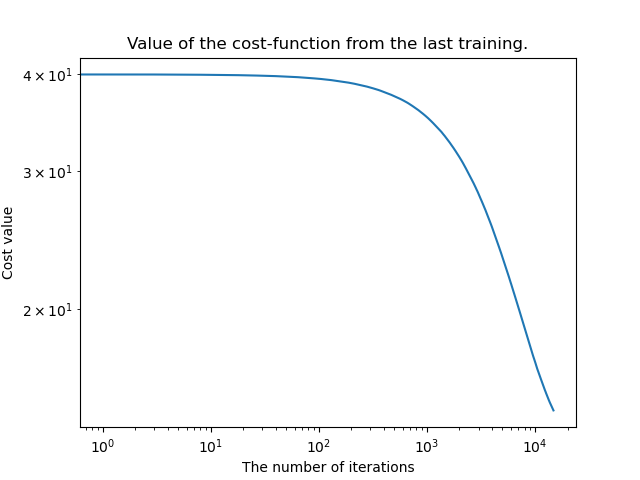 Value of the cost-function from the last training.
4 × 10¹
3 × 10¹
2 × 10¹
Cost value
10⁰ 10¹ 10² 10³ 10⁴
The number of iterations